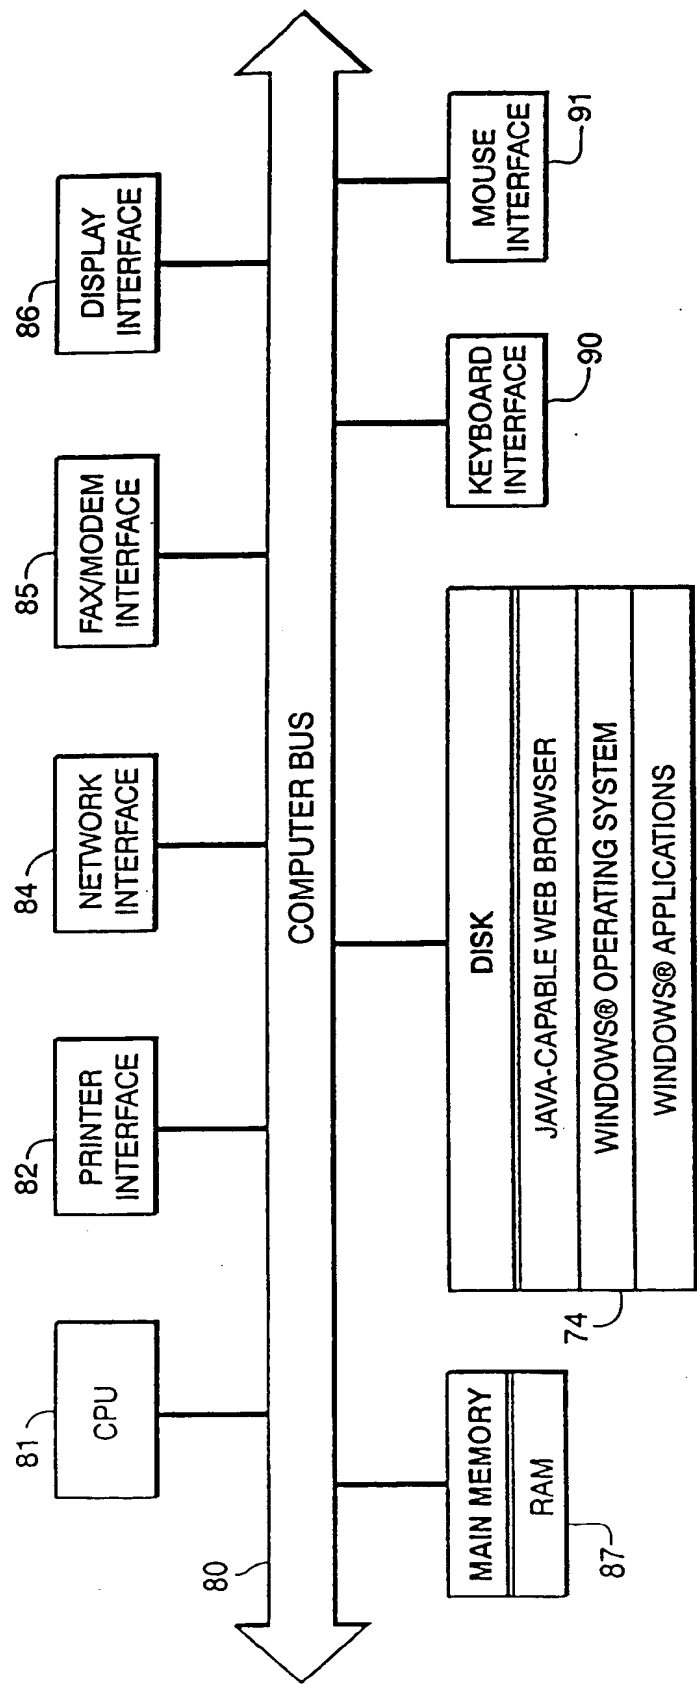 81
CPU
82
PRINTER
INTERFACE
84
NETWORK
INTERFACE
85
FAX/MODEM
INTERFACE
86
DISPLAY
INTERFACE
80
COMPUTER BUS
MAIN MEMORY
RAM
87
DISK
JAVA-CAPABLE WEB BROWSER
WINDOWS® OPERATING SYSTEM
WINDOWS® APPLICATIONS
74
KEYBOARD
INTERFACE
90
MOUSE
INTERFACE
91